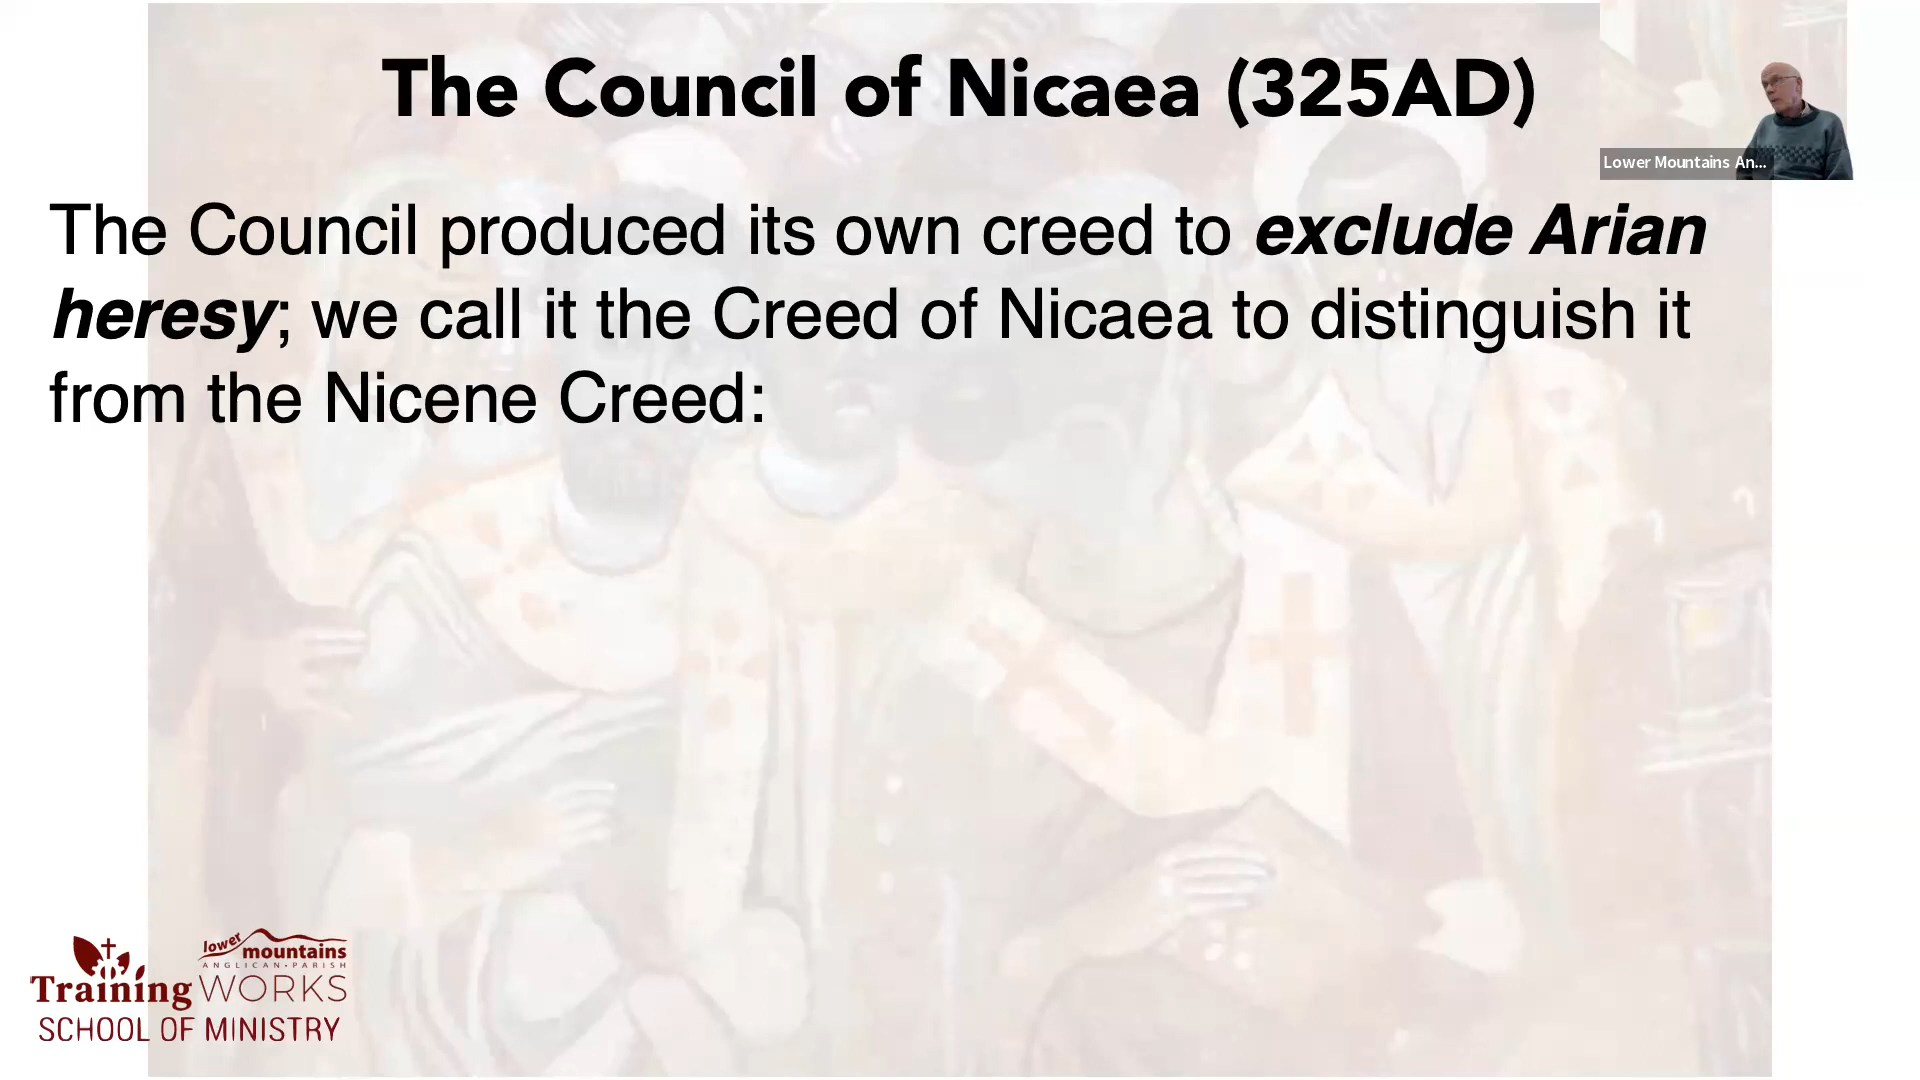 The Council of Nicaea (325AD)
Lower Mountains An...
The Council produced its own creed to exclude Arian
heresy; we call it the Creed of Nicaea to distinguish it
from the Nicene Creed:
lower
mountains
ANGLICAN•PARISH
Training WORKS
SCHOOL OF MINISTRY